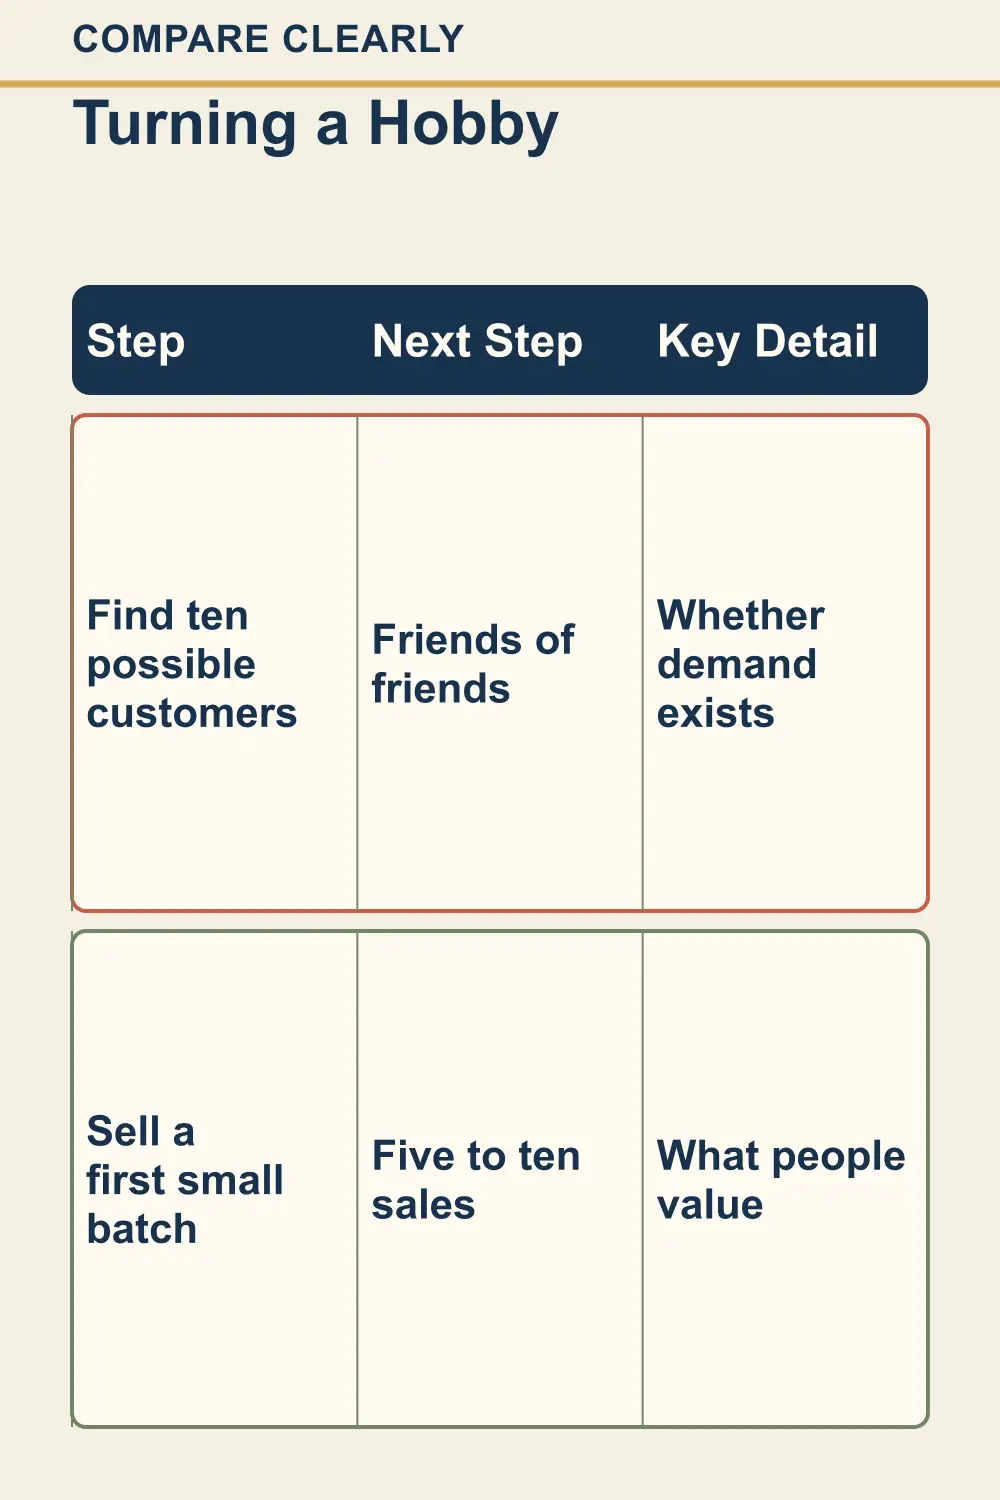 COMPARE CLEARLY
Turning a Hobby
Step
Next Step
Key Detail
Find ten
possible
customers
Friends of
friends
Whether
demand
exists
Sell a
first small
batch
Five to ten
sales
What people
value